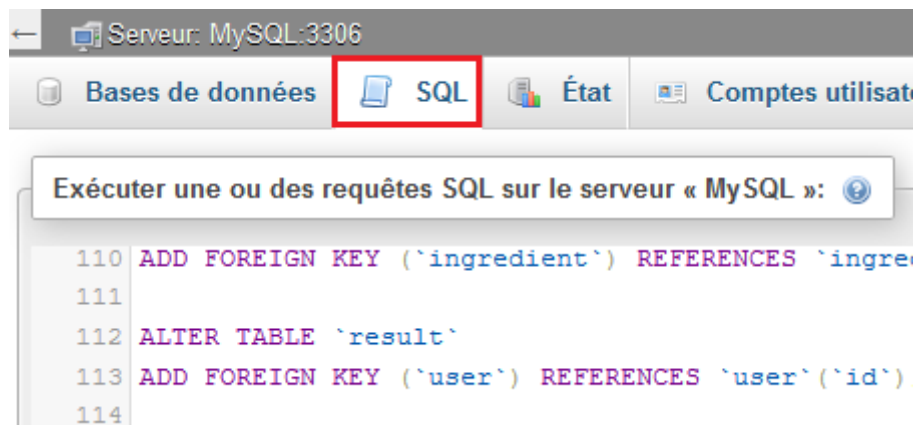 ← Serveur: MySQL:3306
Bases de données SQL État Comptes
Exécuter une ou des requêtes SQL sur le serveur « MySQL »:
110 ADD FOREIGN KEY (`ingredient`) REFERENCES
111
112 ALTER TABLE `result`
113 ADD FOREIGN KEY (`user`) REFERENCES `user`(`id`)
114